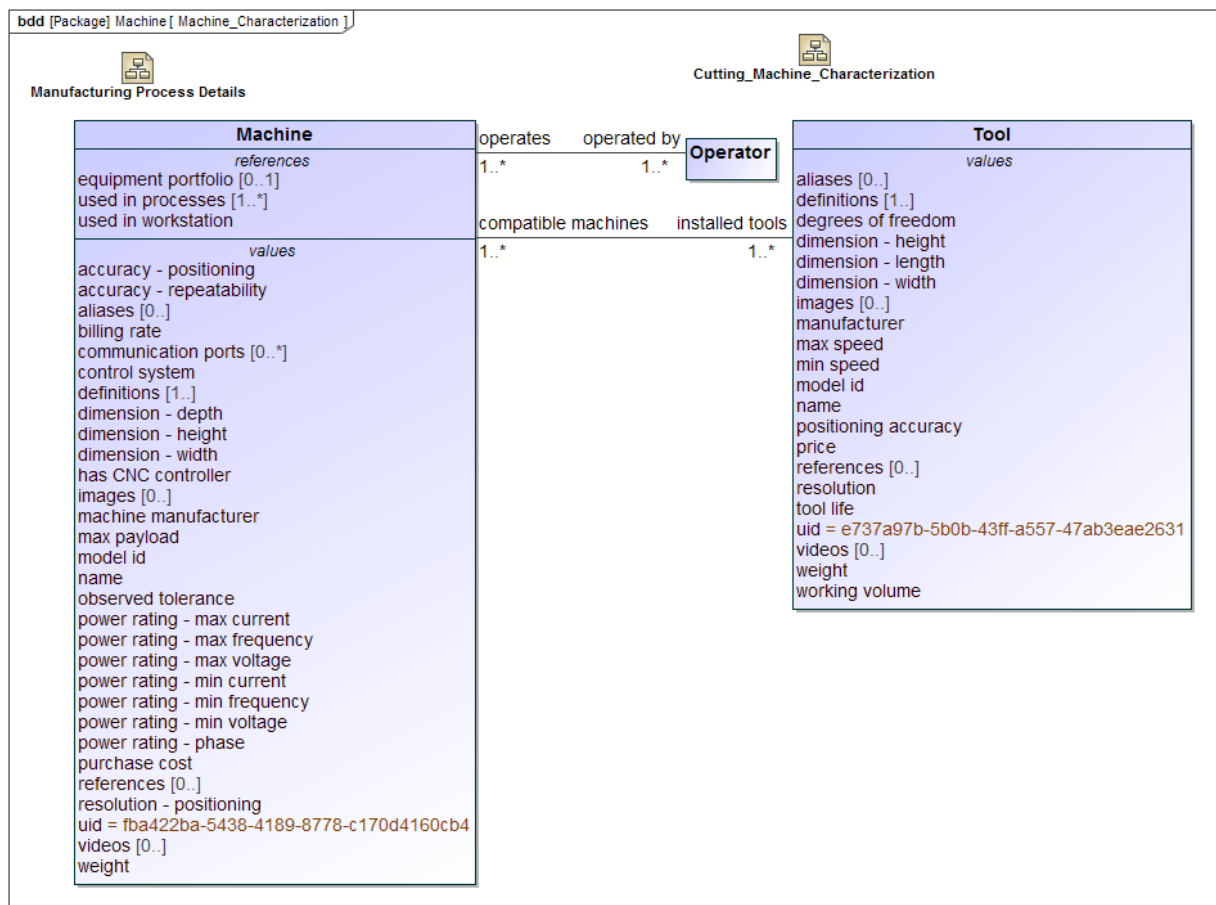 bdd [Package] Machine [ Machine_Characterization ]
Manufacturing Process Details
Cutting_Machine_Characterization
Machine
references
equipment portfolio [0..1]
used in processes [1..*]
used in workstation
values
accuracy - positioning
accuracy - repeatability
aliases [0..]
billing rate
communication ports [0..*]
control system
definitions [1..]
dimension - depth
dimension - height
dimension - width
has CNC controller
images [0..]
machine manufacturer
max payload
model id
name
observed tolerance
power rating - max current
power rating - max frequency
power rating - max voltage
power rating - min current
power rating - min frequency
power rating - min voltage
power rating - phase
purchase cost
references [0..]
resolution - positioning
uid = fba422ba-5438-4189-8778-c170d4160cb4
videos [0..]
weight
operates operated by
1..* 1..*
Operator
compatible machines installed tools
1..* 1..*
Tool
values
aliases [0..]
definitions [1..]
degrees of freedom
dimension - height
dimension - length
dimension - width
images [0..]
manufacturer
max speed
min speed
model id
name
positioning accuracy
price
references [0..]
resolution
tool life
uid = e737a97b-5b0b-43ff-a557-47ab3eae2631
videos [0..]
weight
working volume